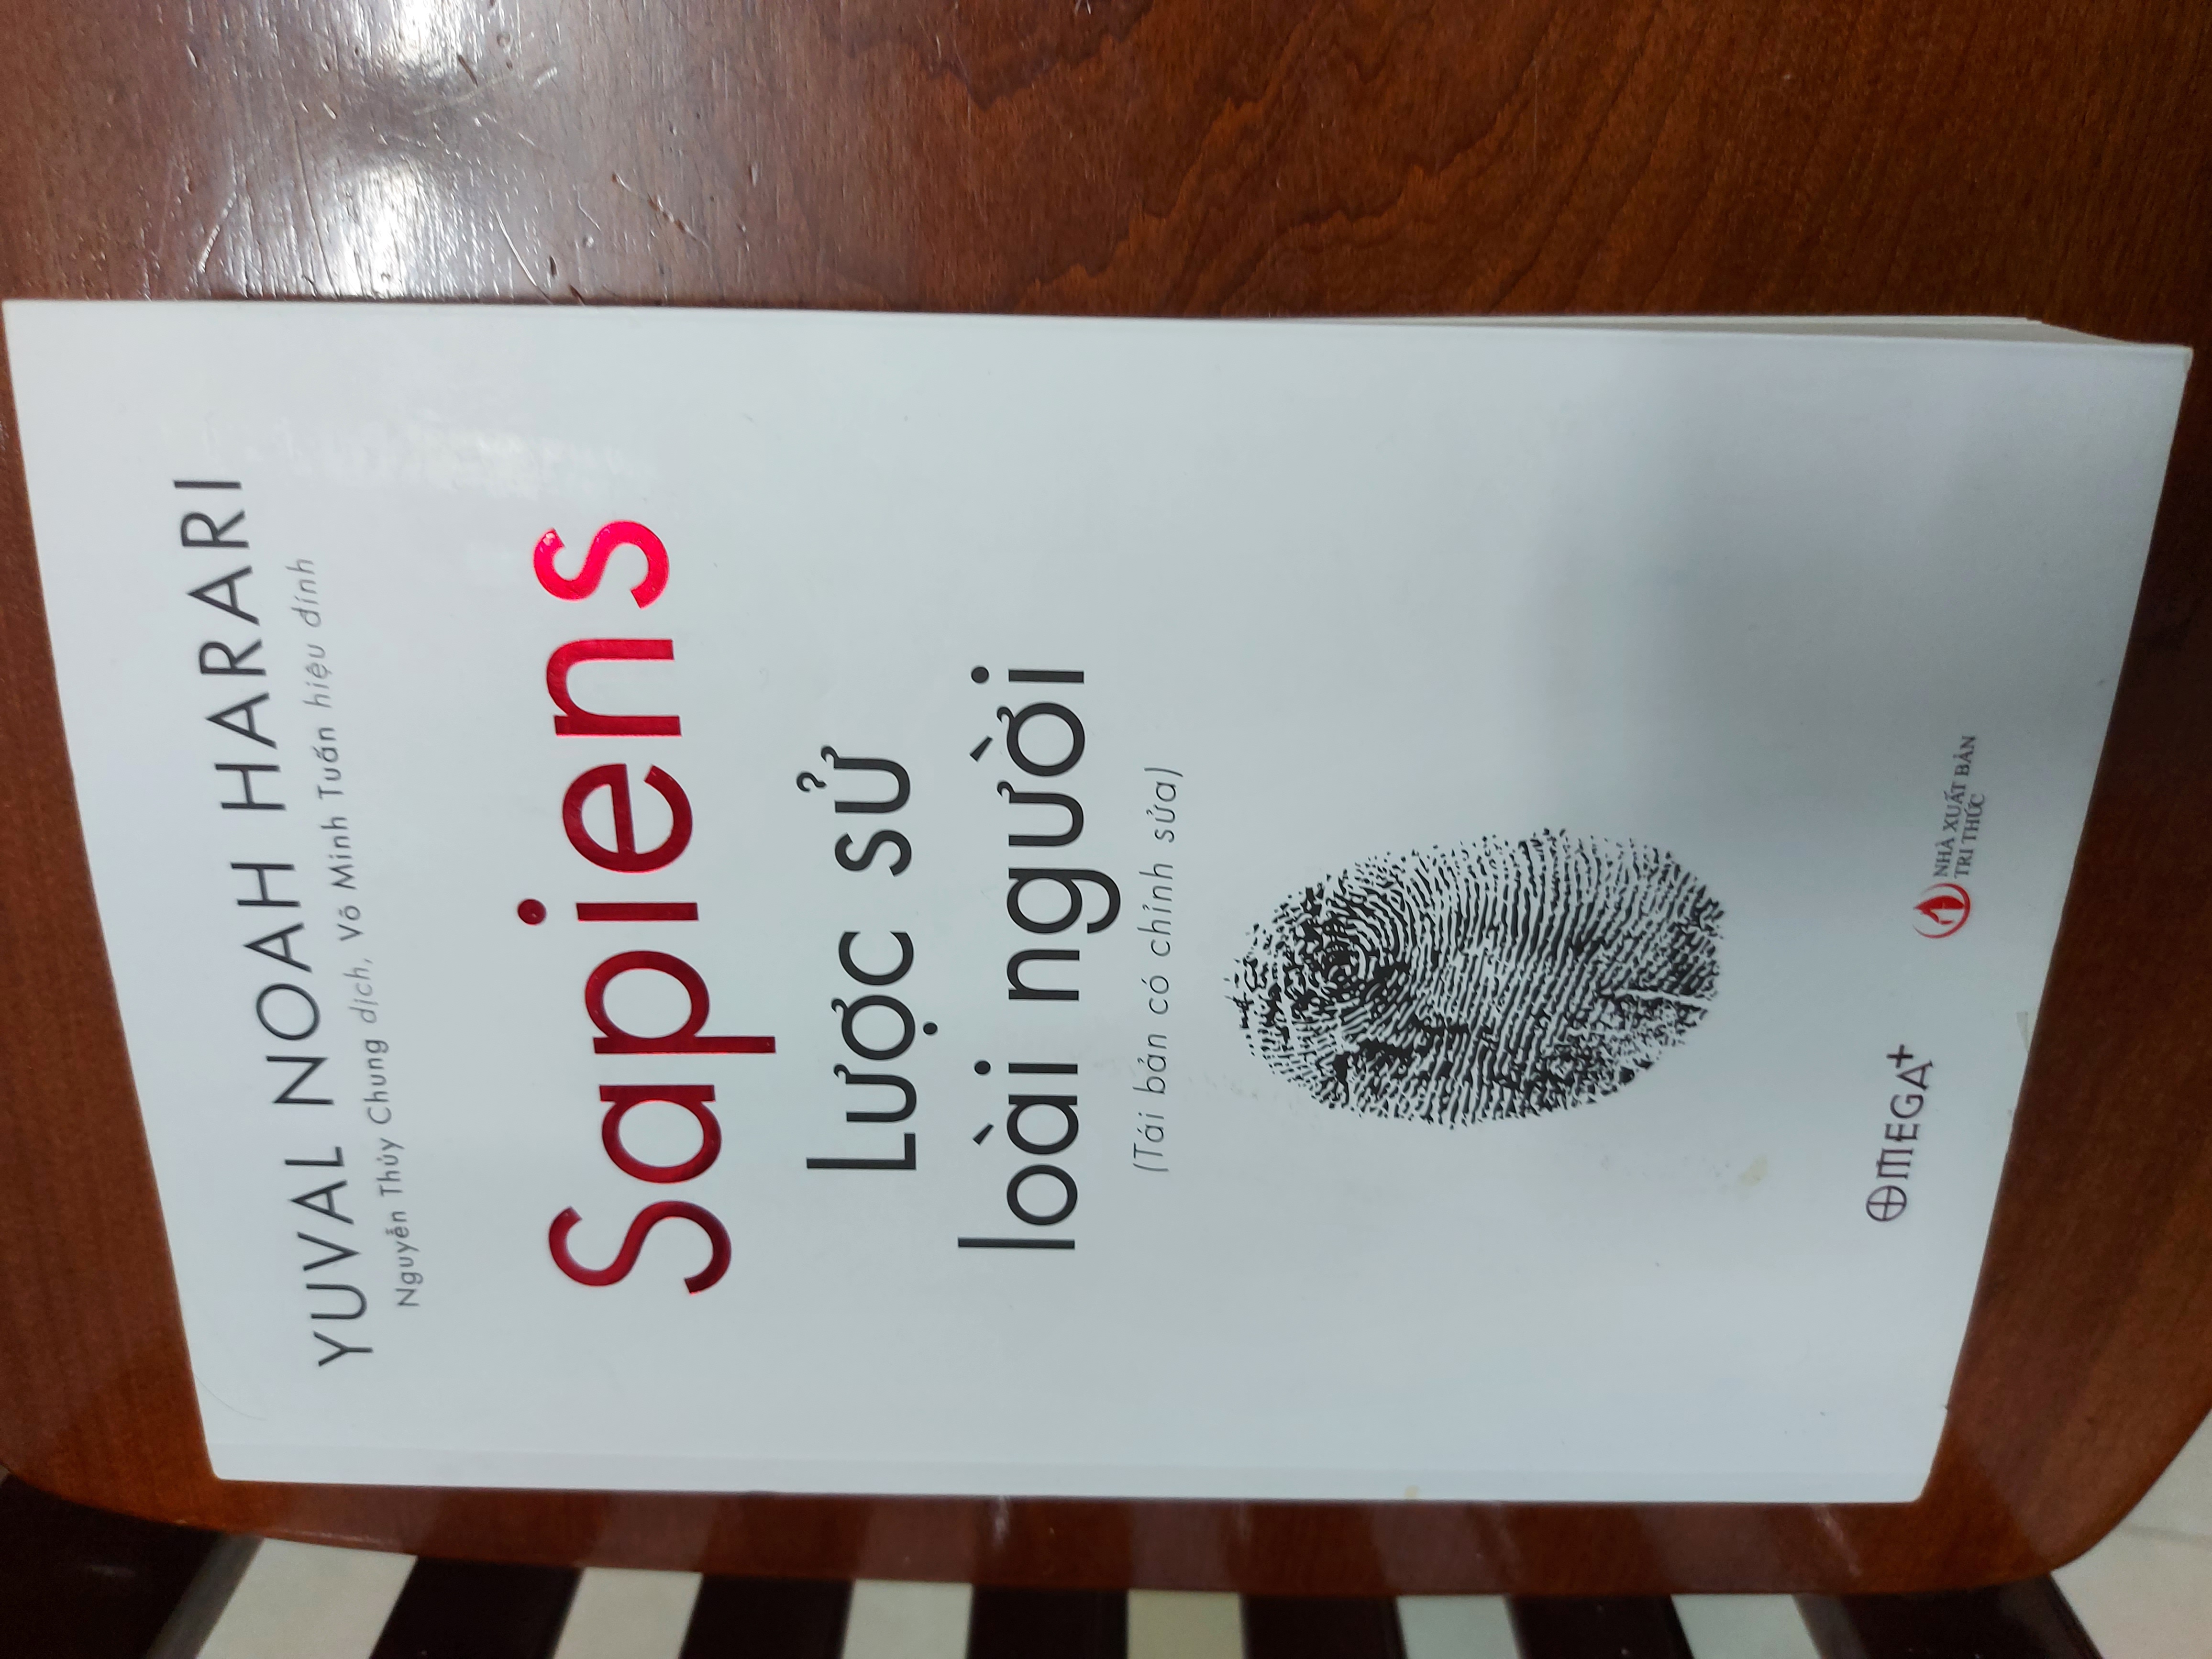 YUVAL NOAH HARARI
Nguyễn Thủy Chung dịch, Võ Minh Tuấn hiệu đính
Sapiens
Lược sử
loài người
(Tái bản có chỉnh sửa)
OMEGA+
NHÀ XUẤT BẢN
TRI THỨC